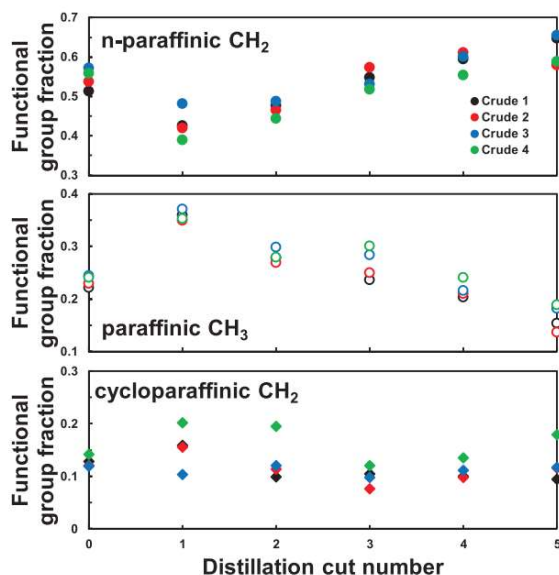 0.7
n-paraffinic CH₂
0.6
0.5
0.4
0.3
Functional
group fraction
Crude 1
Crude 2
Crude 3
Crude 4
0.4
0.3
0.2
0.1
Functional
group fraction
paraffinic CH₃
0.3
cycloparaffinic CH₂
0.2
0.1
0
Functional
group fraction
0 1 2 3 4 5
Distillation cut number